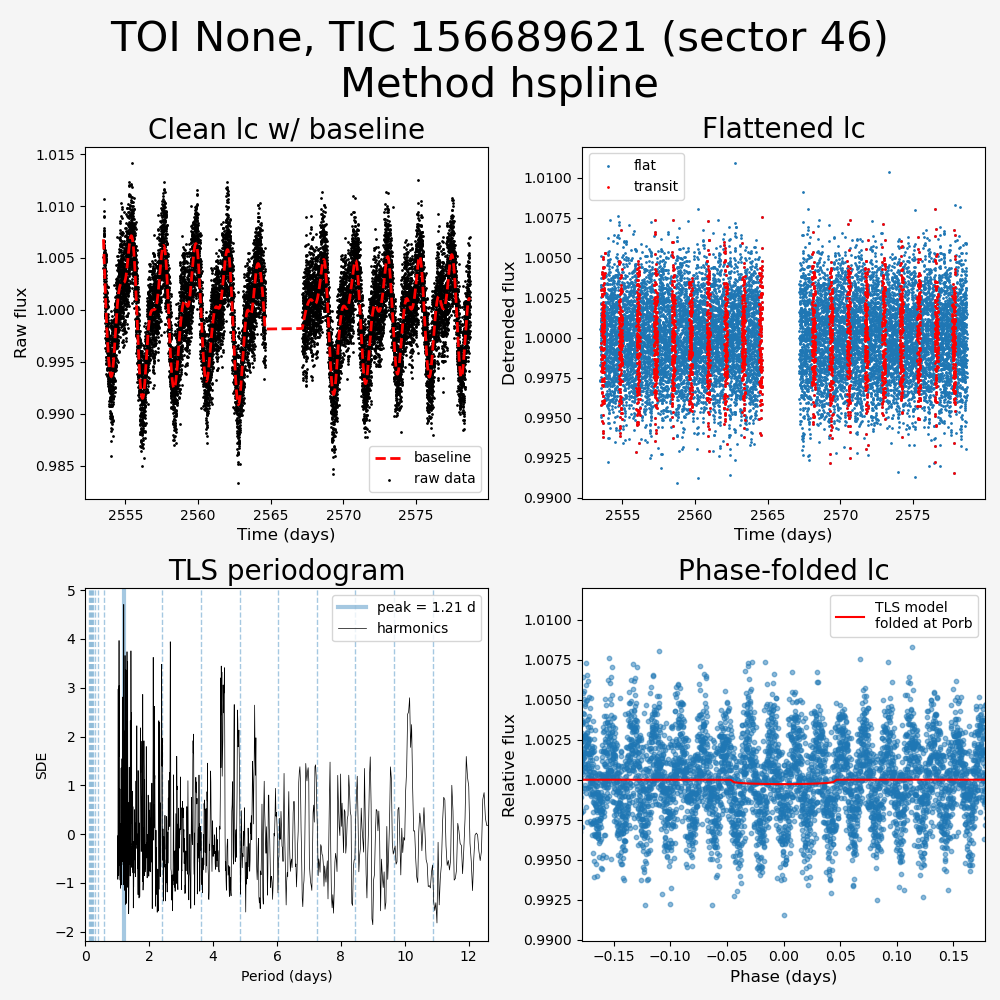 TOI None, TIC 156689621 (sector 46)
Method hspline
Clean lc w/ baseline
Raw flux
1.015
1.010
1.005
1.000
0.995
0.990
0.985
baseline
raw data
2555
2560
2565
2570
2575
Time (days)
Flattened lc
Detrended flux
1.0100
1.0075
1.0050
1.0025
1.0000
0.9975
0.9950
0.9925
0.9900
flat
transit
2555
2560
2565
2570
2575
Time (days)
TLS periodogram
SDE
5
4
3
2
1
0
−1
−2
peak = 1.21 d
harmonics
0
2
4
6
8
10
12
Period (days)
Phase-folded lc
Relative flux
1.0100
1.0075
1.0050
1.0025
1.0000
0.9975
0.9950
0.9925
0.9900
TLS model
folded at Porb
−0.15
−0.10
−0.05
0.00
0.05
0.10
0.15
Phase (days)